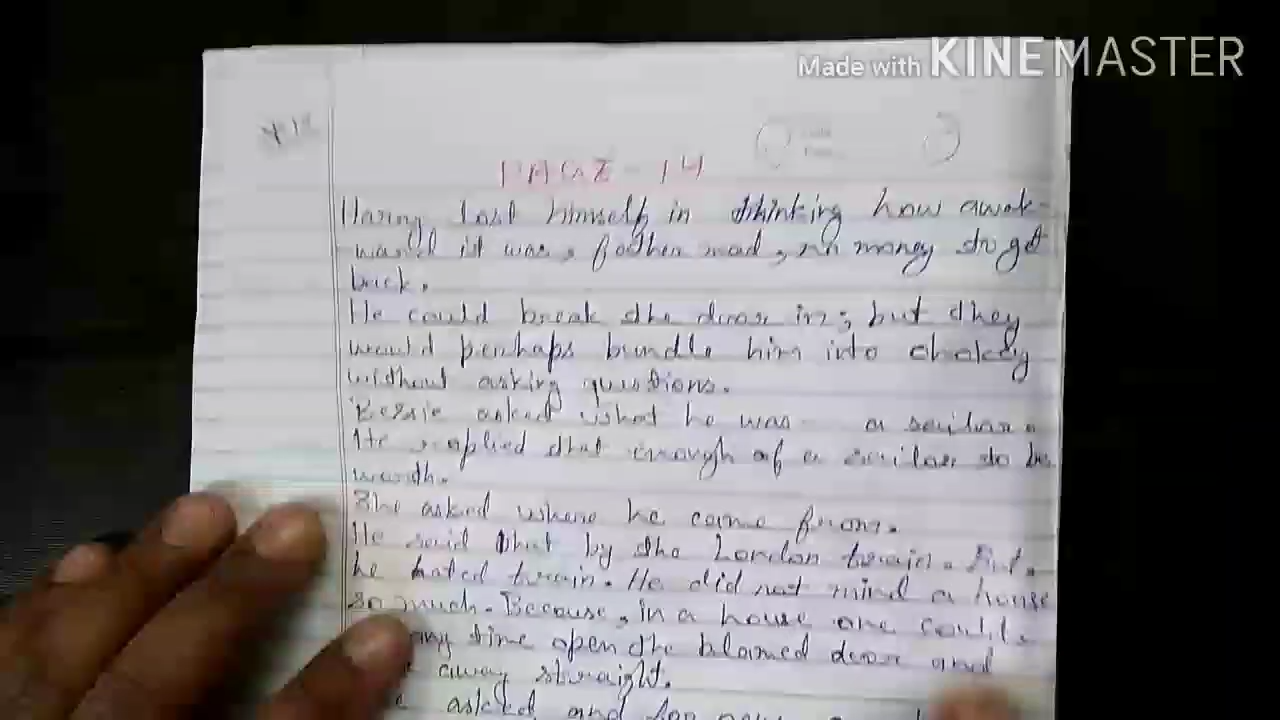 Made with KINEMASTER
PAGE - 14
Having lost himself in thinking how awak-
ward it was, father mad, no money to get
back.
He could break the door in; but they
would perhaps bundle him into chokey
without asking questions.
Bessie asked what he was - a sailor.
He replied that enough of a sailor to be
worth.
She asked where he came from.
He said that by the London train. But,
he hated train. He did not mind a house
so much. Because, in a house one could
any time open the blamed door and
away straight.
asked and